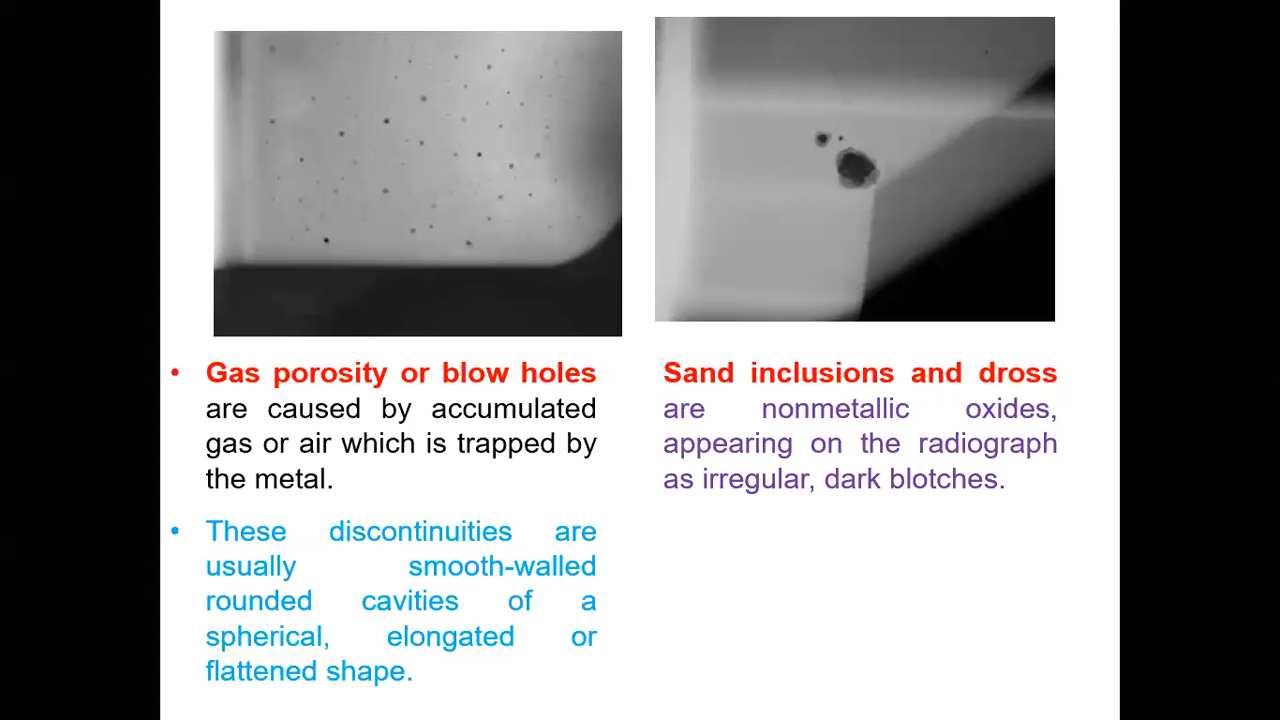 • Gas porosity or blow holes
are caused by accumulated
gas or air which is trapped by
the metal.
• These discontinuities are
usually smooth-walled
rounded cavities of a
spherical, elongated or
flattened shape.
Sand inclusions and dross
are nonmetallic oxides,
appearing on the radiograph
as irregular, dark blotches.